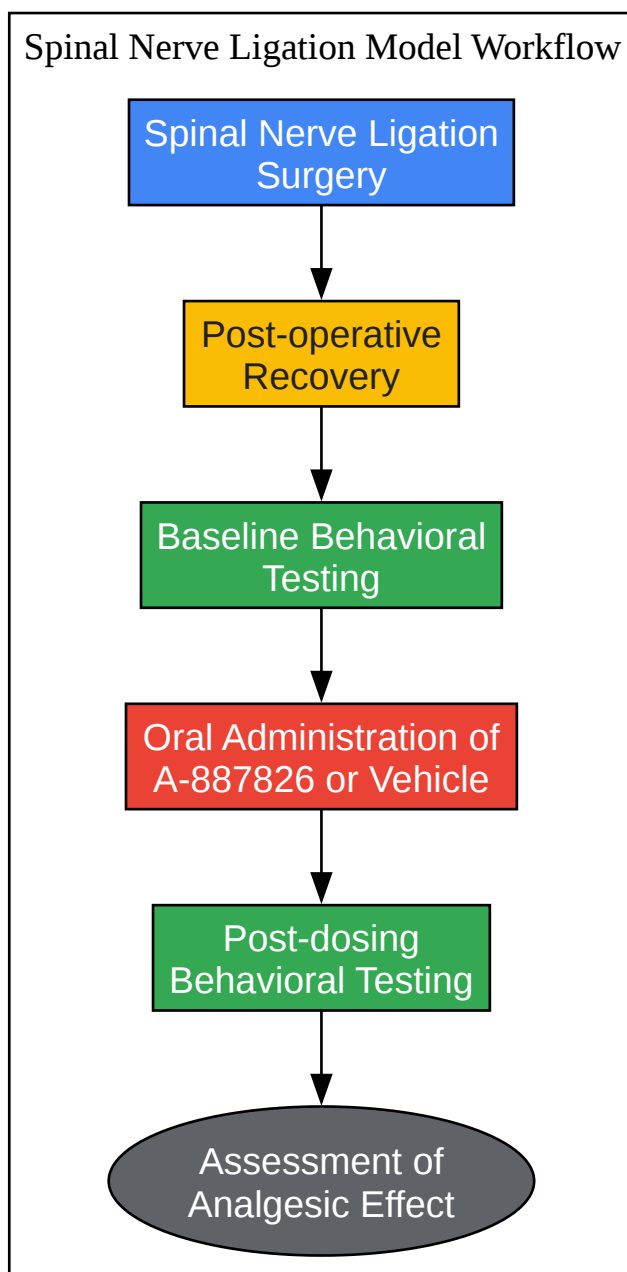 Spinal Nerve Ligation Model Workflow
Spinal Nerve Ligation
Surgery
Post-operative
Recovery
Baseline Behavioral
Testing
Oral Administration of
A-887826 or Vehicle
Post-dosing
Behavioral Testing
Assessment of
Analgesic Effect